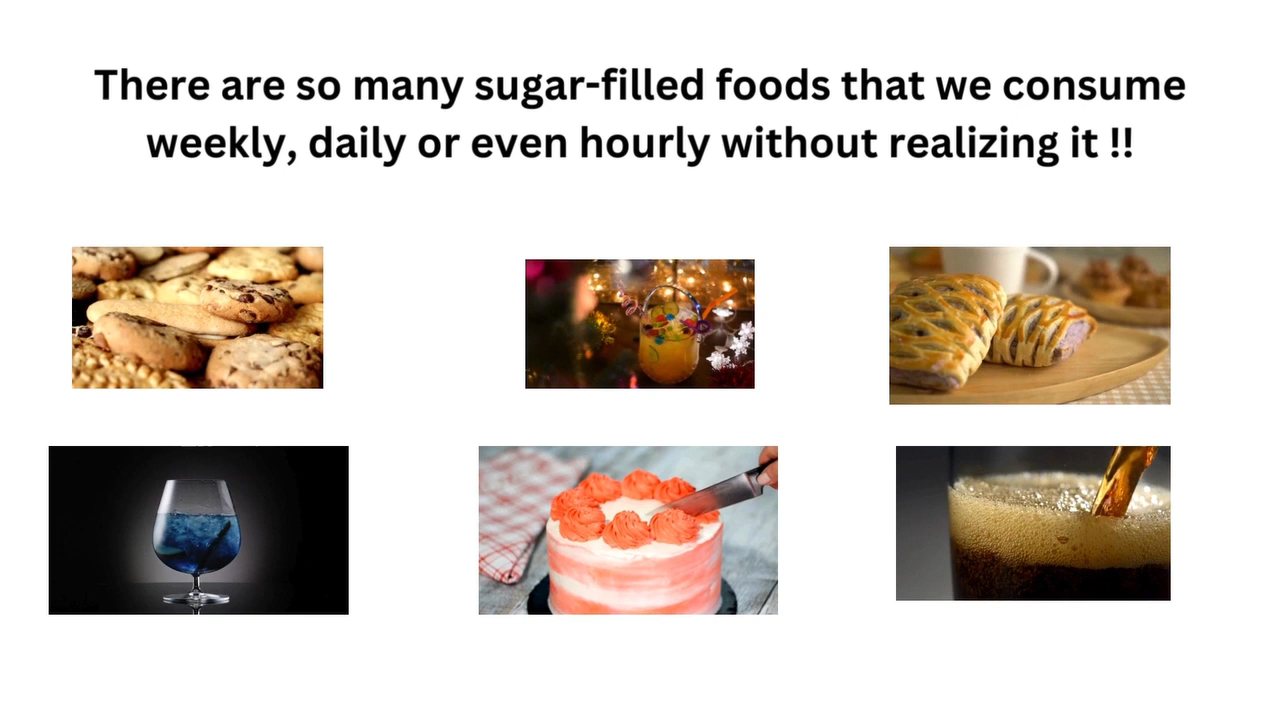 There are so many sugar-filled foods that we consume
weekly, daily or even hourly without realizing it !!